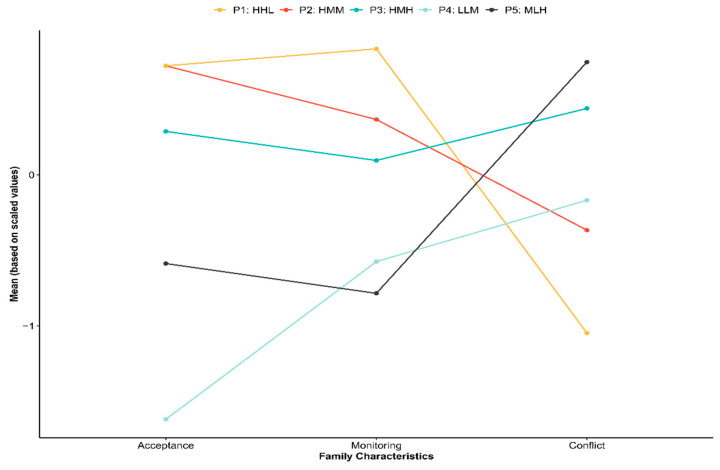 P1: HHL P2: HMM P3: HMH P4: LLM P5: MLH
Mean (based on scaled values)
0
−1
Acceptance Monitoring Conflict
Family Characteristics